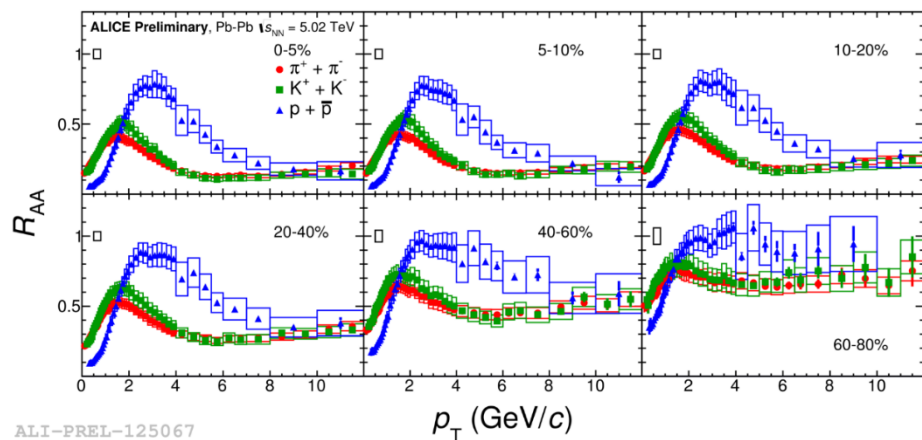 ALICE Preliminary, Pb-Pb √sNN = 5.02 TeV
0-5%
5-10%
10-20%
π⁺ + π⁻
K⁺ + K⁻
p + p̅
1
0.5
20-40%
40-60%
60-80%
1
0.5
RAA
0 2 4 6 8 10
2 4 6 8 10
2 4 6 8 10
pT (GeV/c)
ALI-PREL-125067